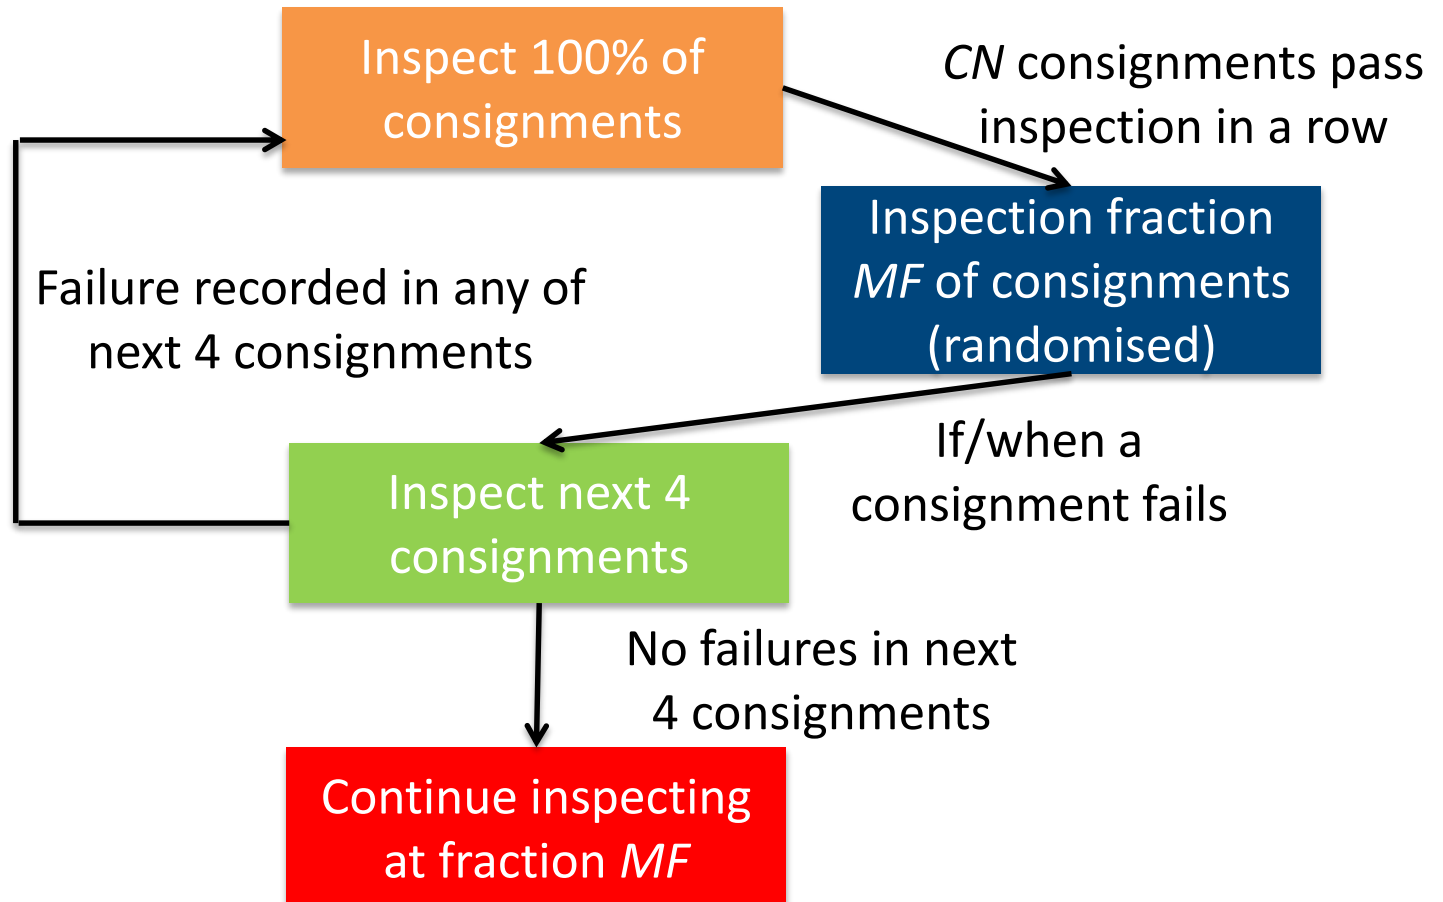 Inspect 100% of
consignments
CN consignments pass
inspection in a row
Inspection fraction
MF of consignments
(randomised)
Failure recorded in any of
next 4 consignments
If/when a
consignment fails
Inspect next 4
consignments
No failures in next
4 consignments
Continue inspecting
at fraction MF